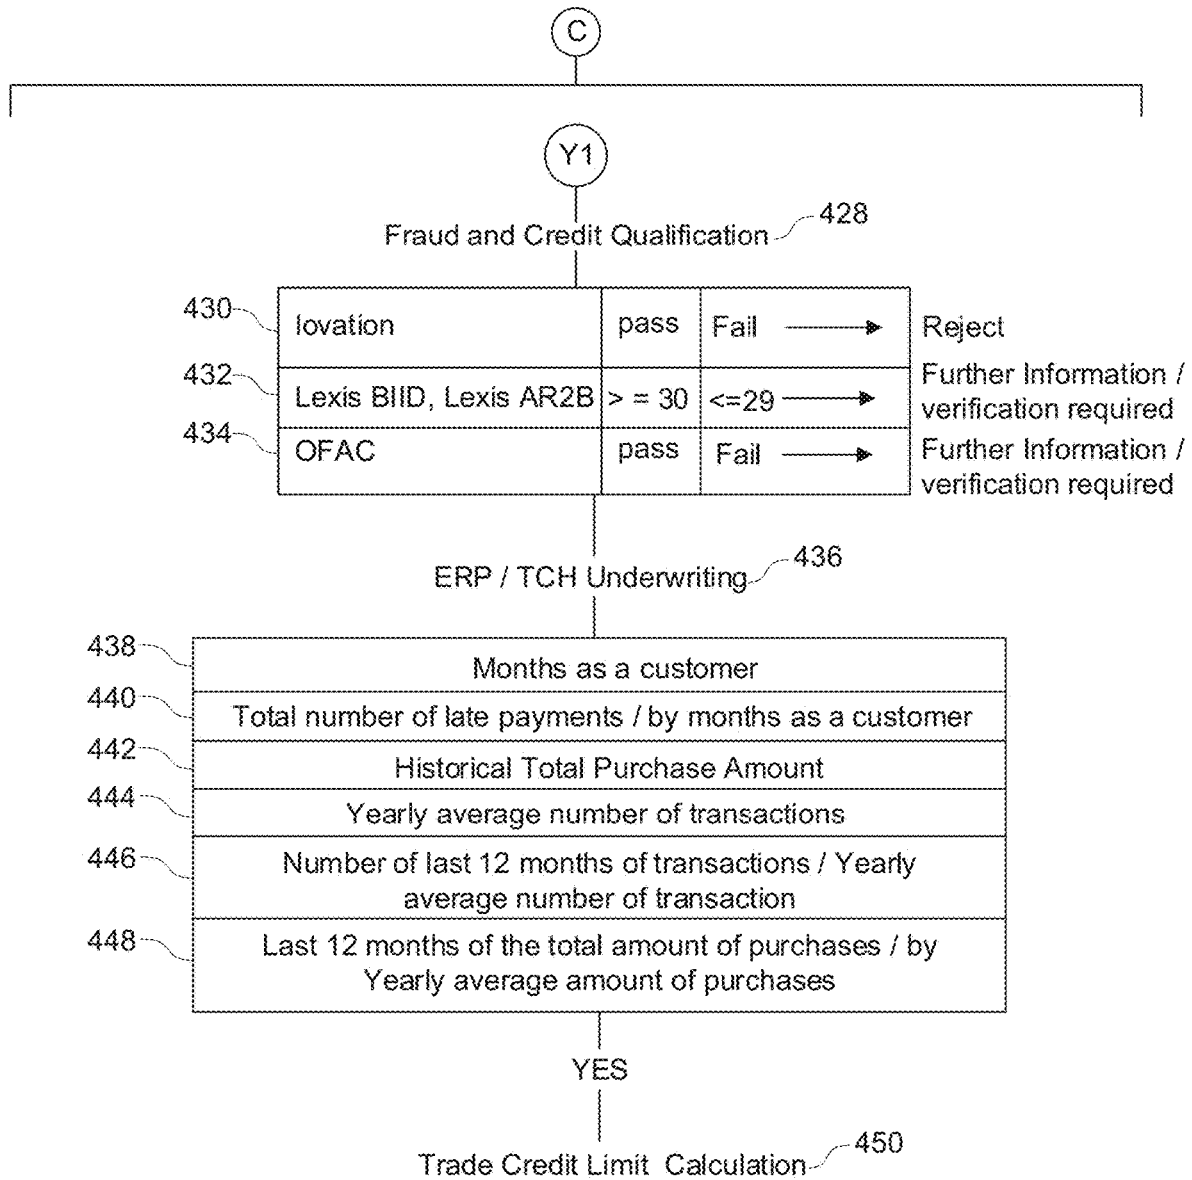 C
Y1
Fraud and Credit Qualification 428
430 Iovation pass Fail Reject
432 Lexis BIID, Lexis AR2B > = 30 <=29 Further Information /
verification required
434 OFAC pass Fail Further Information /
verification required
ERP / TCH Underwriting 436
438 Months as a customer
440 Total number of late payments / by months as a customer
442 Historical Total Purchase Amount
444 Yearly average number of transactions
446 Number of last 12 months of transactions / Yearly
average number of transaction
448 Last 12 months of the total amount of purchases / by
Yearly average amount of purchases
YES
Trade Credit Limit Calculation 450